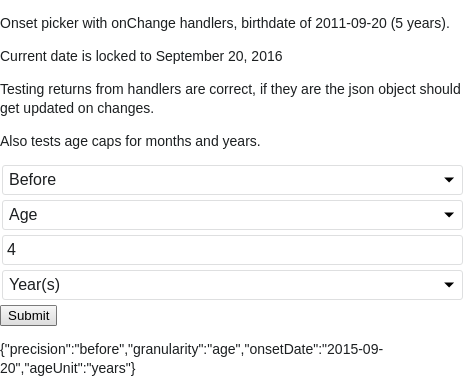 Onset picker with onChange handlers, birthdate of 2011-09-20 (5 years).
Current date is locked to September 20, 2016
Testing returns from handlers are correct, if they are the json object should
get updated on changes.
Also tests age caps for months and years.
Before
Age
4
Year(s)
Submit
{"precision":"before","granularity":"age","onsetDate":"2015-09-
20","ageUnit":"years"}